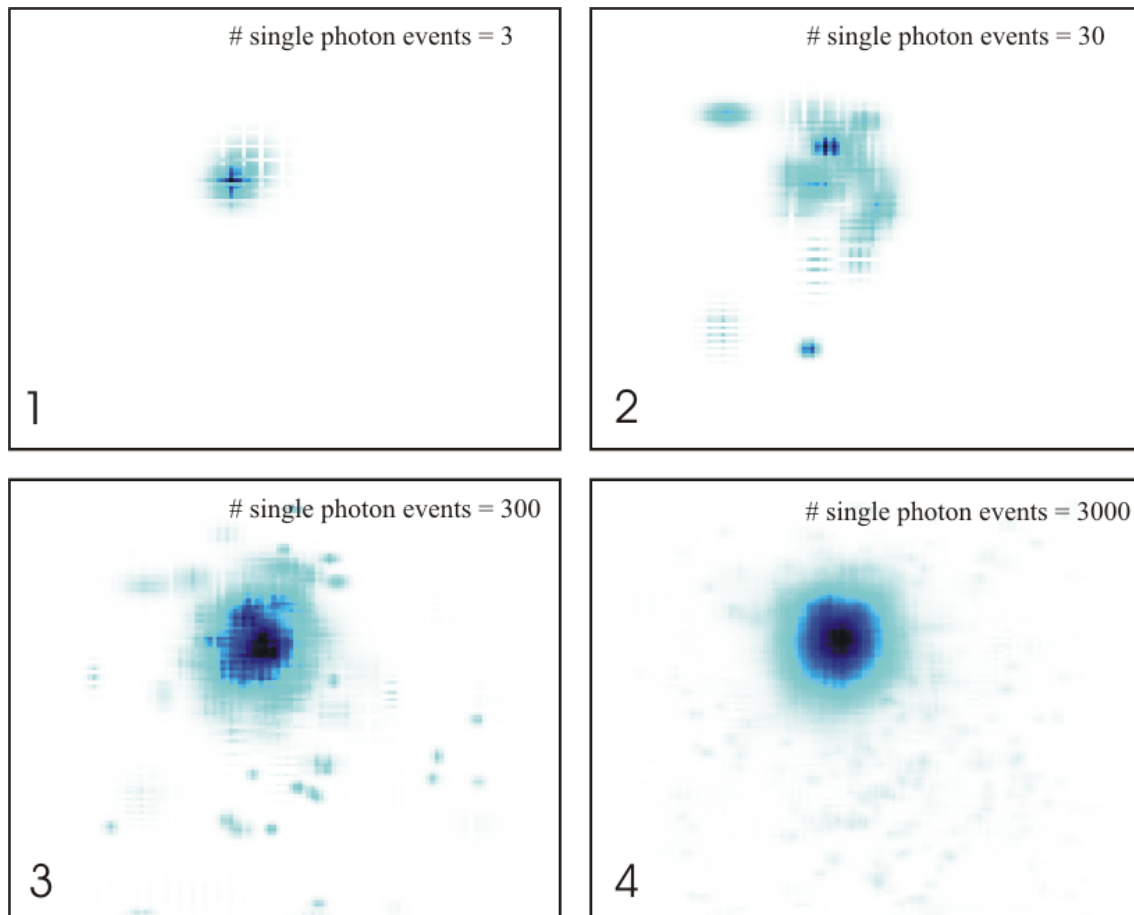 # single photon events = 3
1
# single photon events = 30
2
# single photon events = 300
3
# single photon events = 3000
4